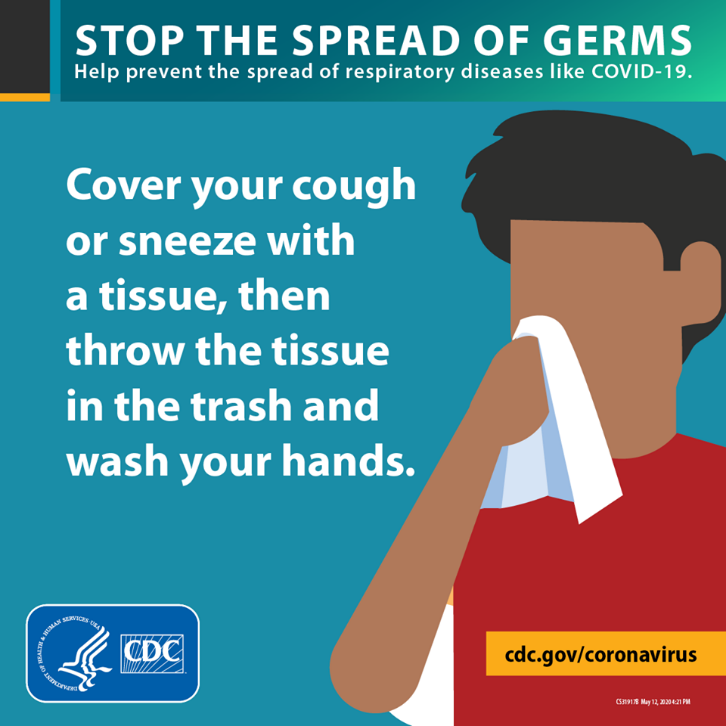 STOP THE SPREAD OF GERMS
Help prevent the spread of respiratory diseases like COVID-19.
Cover your cough
or sneeze with
a tissue, then
throw the tissue
in the trash and
wash your hands.
DEPARTMENT OF HEALTH & HUMAN SERVICES · USA
CDC
cdc.gov/coronavirus
CS319178 May 12, 2020 4:21 PM